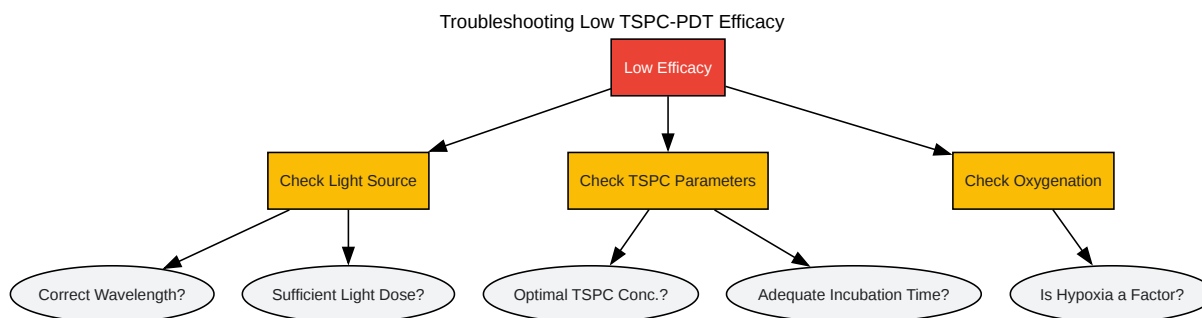 Troubleshooting Low TSPC-PDT Efficacy
Low Efficacy
Check Light Source
Check TSPC Parameters
Check Oxygenation
Correct Wavelength?
Sufficient Light Dose?
Optimal TSPC Conc.?
Adequate Incubation Time?
Is Hypoxia a Factor?